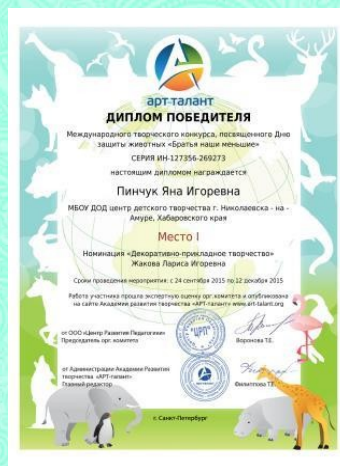 арт-талант
ДИПЛОМ ПОБЕДИТЕЛЯ
Международного творческого конкурса, посвященного Дню
защиты животных «Братья наши меньшие»
СЕРИЯ ИН-127356-269273
настоящим дипломом награждается
Пинчук Яна Игоревна
МБОУ ДОД центр детского творчества г. Николаевска - на -
Амуре, Хабаровского края
Место I
Номинация «Декоративно-прикладное творчество»
Жакова Лариса Игоревна
Сроки проведения мероприятия: с 24 сентября 2015 по 12 декабря 2015
Работа участника прошла экспертную оценку орг.комитета и опубликована
на сайте Академии развития творчества «АРТ-талант» www.art-talant.org
от ООО «Центр Развития Педагогики»
Председатель орг. комитета
"ЦРП"
Воронова Т.Е.
от Администрации Академии Развития
творчества «АРТ-талант»
Главный редактор
Филиппова Т.Е.
г. Санкт-Петербург